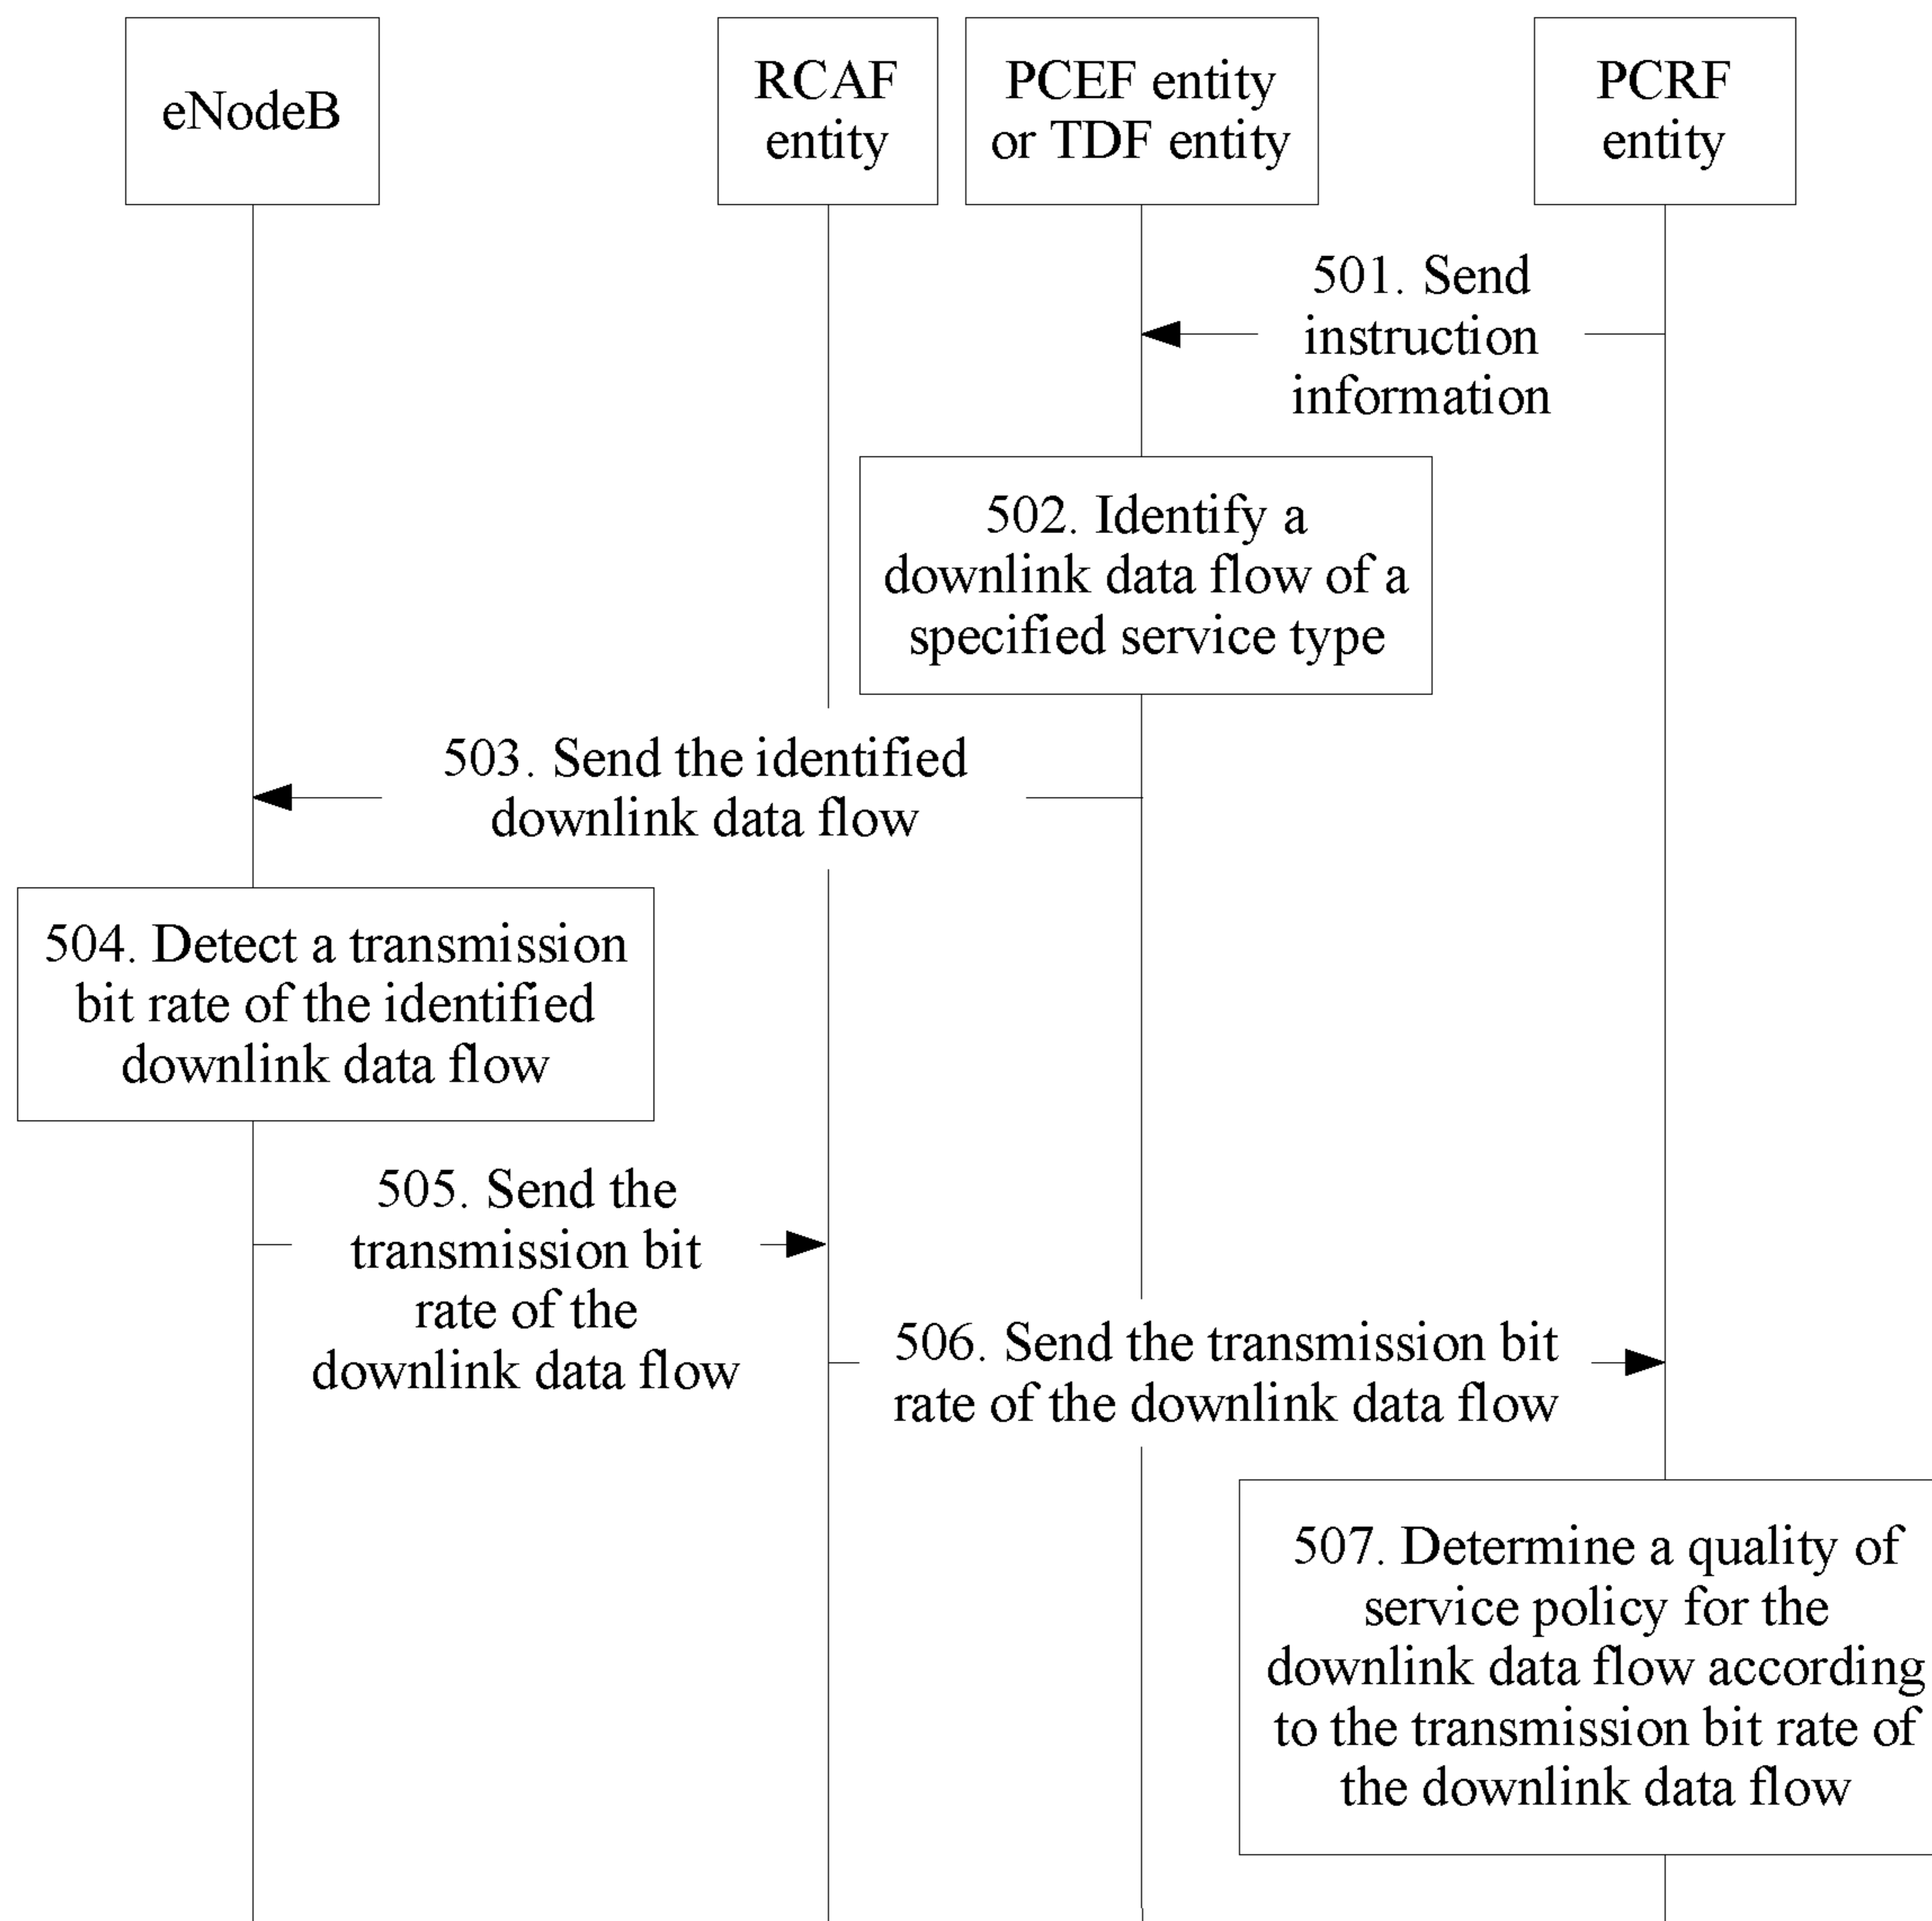 eNodeB
RCAF
entity
PCEF entity
or TDF entity
PCRF
entity
501. Send
instruction
information
502. Identify a
downlink data flow of a
specified service type
503. Send the identified
downlink data flow
504. Detect a transmission
bit rate of the identified
downlink data flow
505. Send the
transmission bit
rate of the
downlink data flow
506. Send the transmission bit
rate of the downlink data flow
507. Determine a quality of
service policy for the
downlink data flow according
to the transmission bit rate of
the downlink data flow